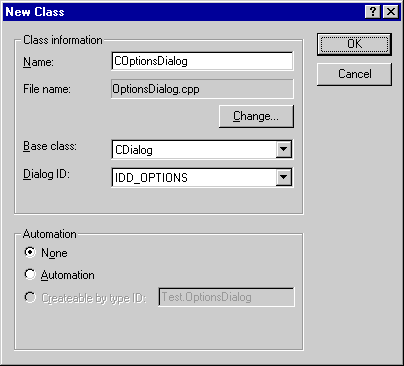 New Class
Class information
Name: COptionsDialog
File name: OptionsDialog.cpp
Change...
Base class: CDialog
Dialog ID: IDD_OPTIONS
Automation
None
Automation
Createable by type ID: Test.OptionsDialog
OK
Cancel